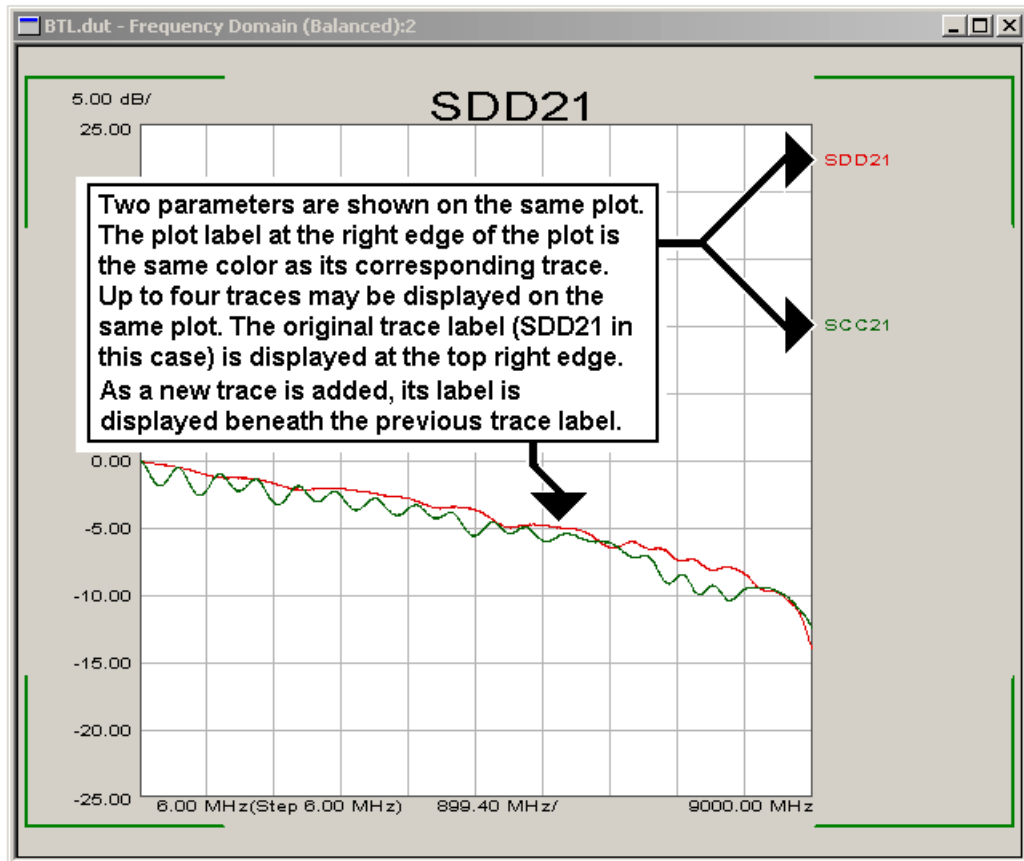 BTL.dut - Frequency Domain (Balanced):2
5.00 dB/
SDD21
25.00
SDD21
Two parameters are shown on the same plot.
The plot label at the right edge of the plot is
the same color as its corresponding trace.
Up to four traces may be displayed on the
same plot. The original trace label (SDD21 in
this case) is displayed at the top right edge.
As a new trace is added, its label is
displayed beneath the previous trace label.
SCC21
0.00
-5.00
-10.00
-15.00
-20.00
-25.00
6.00 MHz(Step 6.00 MHz) 899.40 MHz/ 9000.00 MHz